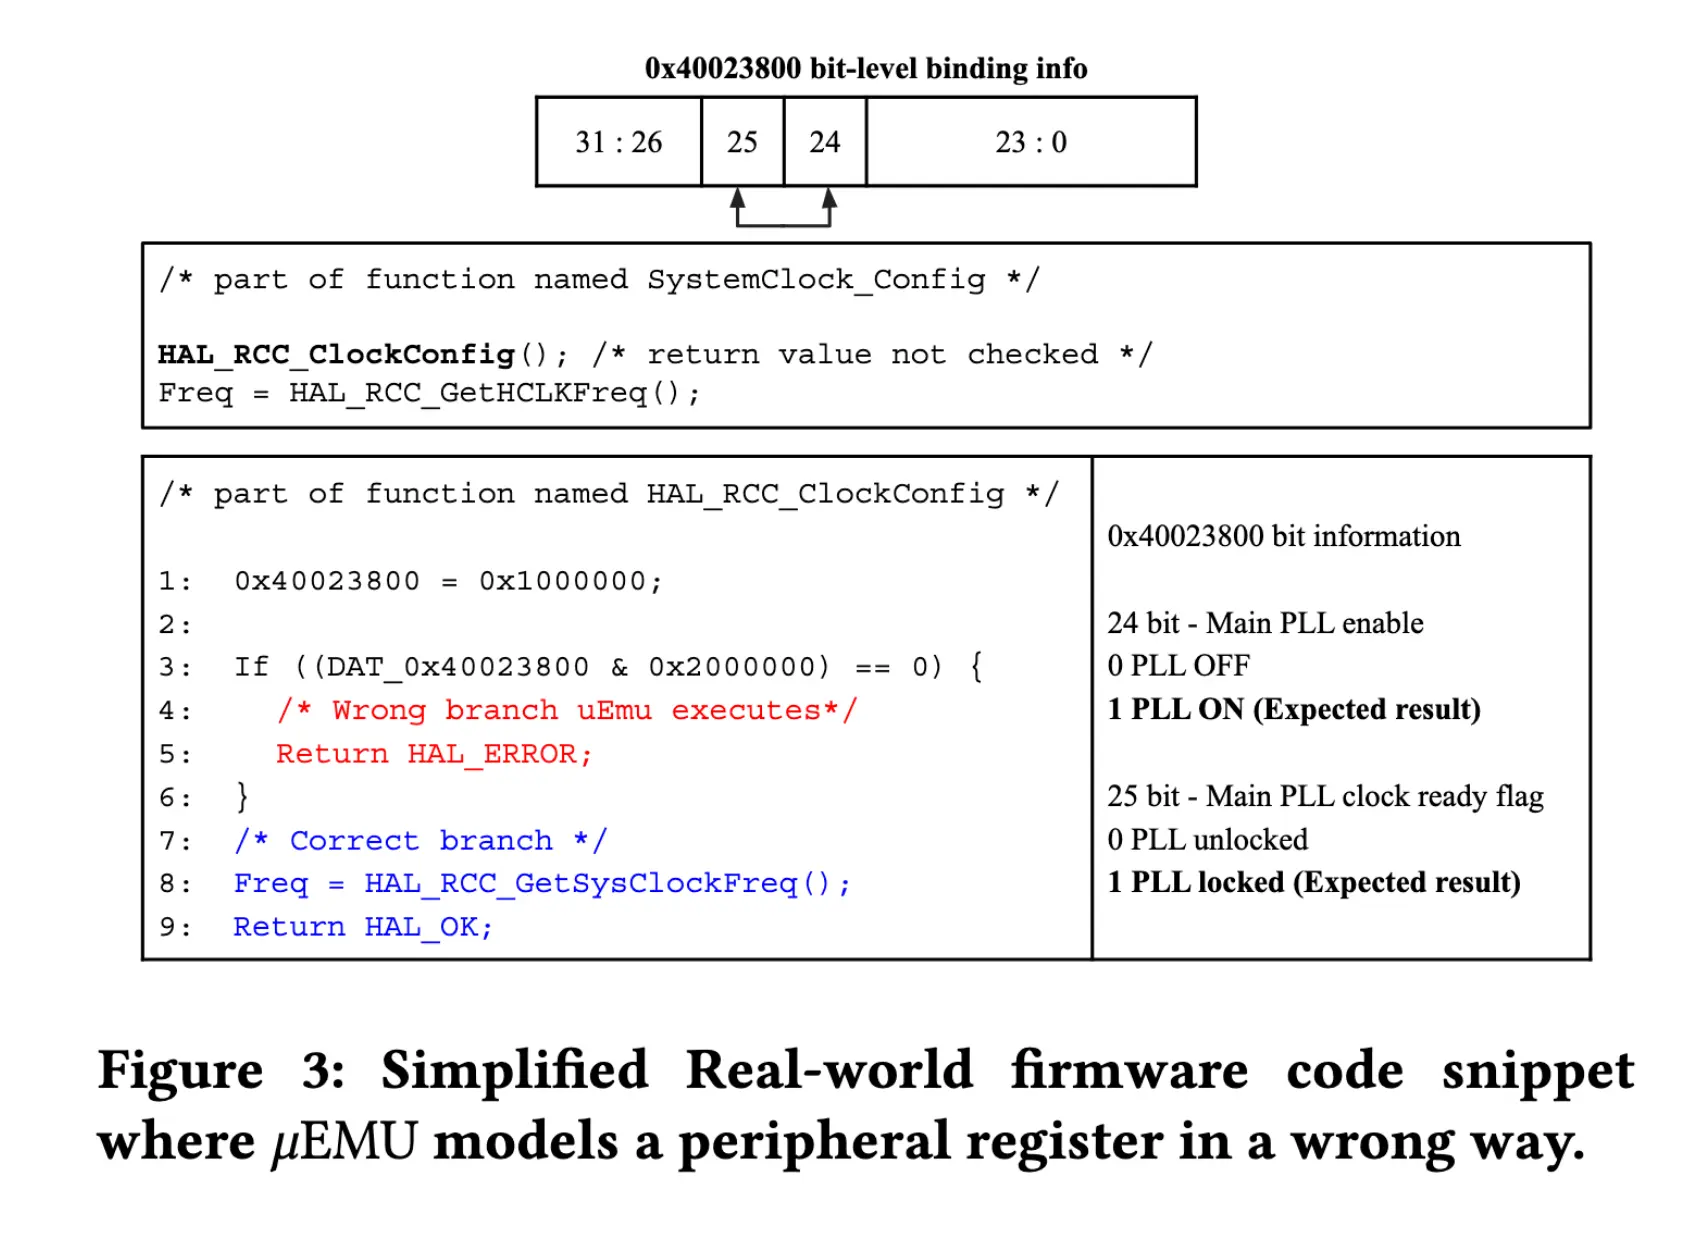 0x40023800 bit-level binding info
31 : 26 25 24 23 : 0
/* part of function named SystemClock_Config */
HAL_RCC_ClockConfig(); /* return value not checked */
Freq = HAL_RCC_GetHCLKFreq();
/* part of function named HAL_RCC_ClockConfig */
1: 0x40023800 = 0x1000000;
2:
3: If ((DAT_0x40023800 & 0x2000000) == 0) {
4: /* Wrong branch uEmu executes*/
5: Return HAL_ERROR;
6: }
7: /* Correct branch */
8: Freq = HAL_RCC_GetSysClockFreq();
9: Return HAL_OK;
0x40023800 bit information
24 bit - Main PLL enable
0 PLL OFF
1 PLL ON (Expected result)
25 bit - Main PLL clock ready flag
0 PLL unlocked
1 PLL locked (Expected result)
Figure 3: Simplified Real-world firmware code snippet
where μEMU models a peripheral register in a wrong way.